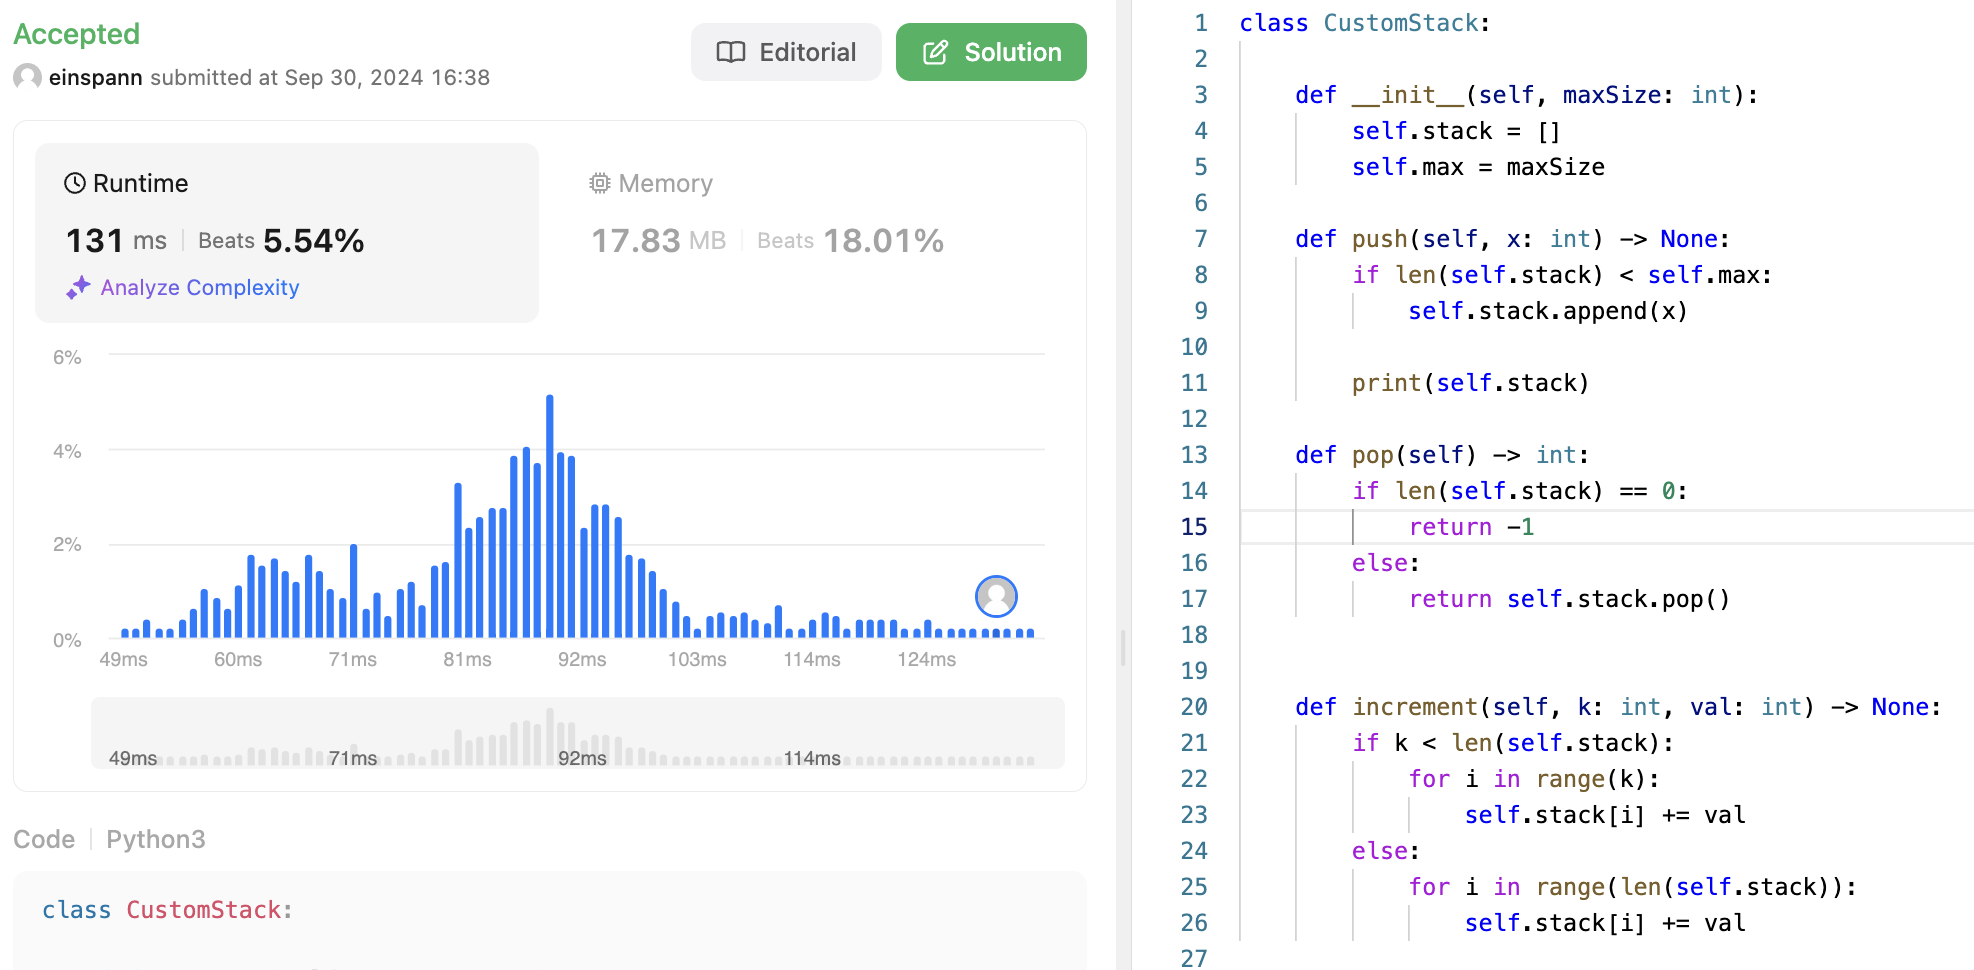 Accepted
einspann submitted at Sep 30, 2024 16:38
Editorial
Solution
Runtime
131 ms
Beats 5.54%
Analyze Complexity
Memory
17.83 MB
Beats 18.01%
6%
4%
2%
0%
49ms 60ms 71ms 81ms 92ms 103ms 114ms 124ms
49ms 71ms 92ms 114ms
Code
Python3
class CustomStack:
1 class CustomStack:
2
3     def __init__(self, maxSize: int):
4         self.stack = []
5         self.max = maxSize
6
7     def push(self, x: int) -> None:
8         if len(self.stack) < self.max:
9             self.stack.append(x)
10
11         print(self.stack)
12
13     def pop(self) -> int:
14         if len(self.stack) == 0:
15             return -1
16         else:
17             return self.stack.pop()
18
19
20     def increment(self, k: int, val: int) -> None:
21         if k < len(self.stack):
22             for i in range(k):
23                 self.stack[i] += val
24         else:
25             for i in range(len(self.stack)):
26                 self.stack[i] += val
27